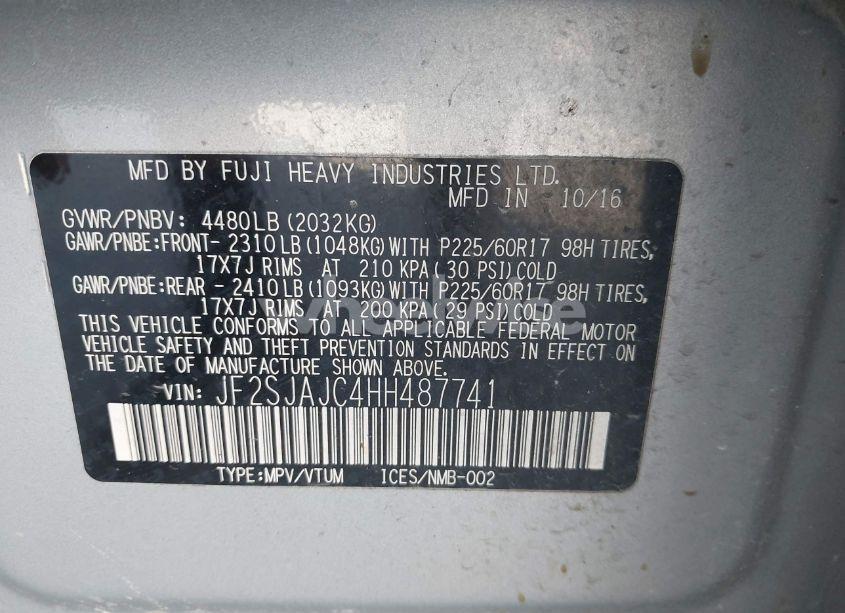 MFD BY FUJI HEAVY INDUSTRIES LTD.
MFD IN 10/16
GVWR/PNBV: 4480LB (2032KG)
GAWR/PNBE:FRONT- 2310LB (1048KG) WITH P225/60R17 98H TIRES,
17X7J RIMS AT 210 KPA( 30 PSI) COLD
GAWR/PNBE:REAR - 2410LB (1093KG) WITH P225/60R17 98H TIRES,
17X7J RIMS AT 200 KPA (29 PSI) COLD
THIS VEHICLE CONFORMS TO ALL APPLICABLE FEDERAL MOTOR
VEHICLE SAFETY AND THEFT PREVENTION STANDARDS IN EFFECT ON
THE DATE OF MANUFACTURE SHOWN ABOVE.
VIN: JF2SJAJC4HH487741
TYPE:MPV/VTUM ICES/NMB-002